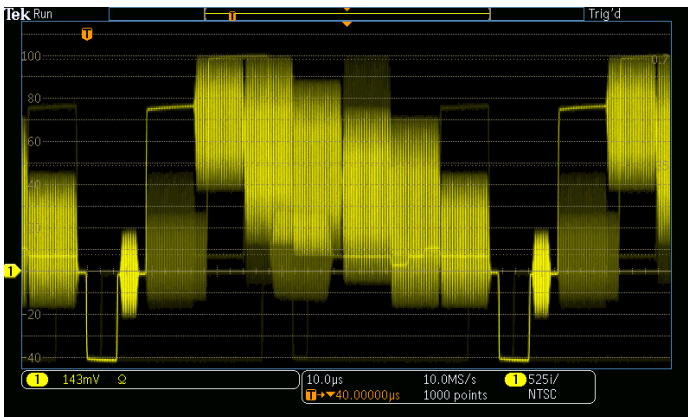 Tek Run Trig'd
T
T
100
80
60
40
20
1
-20
-40
1 143mV Ω
10.0µs 10.0MS/s 1 525i/
T→▼40.00000µs 1000 points NTSC